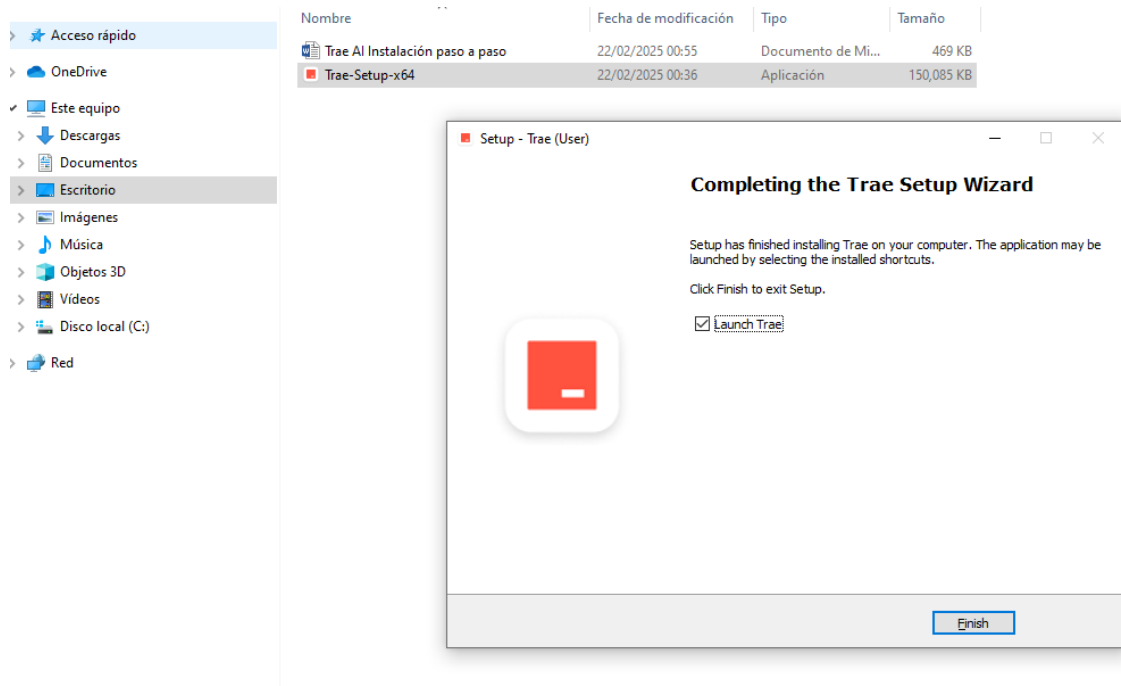 Nombre Fecha de modificación Tipo Tamaño
Acceso rápido
Trae AI Instalación paso a paso 22/02/2025 00:55 Documento de Mi... 469 KB
OneDrive
Trae-Setup-x64 22/02/2025 00:36 Aplicación 150,085 KB
Este equipo
Descargas
Documentos
Escritorio
Imágenes
Música
Objetos 3D
Vídeos
Disco local (C:)
Red
Setup - Trae (User)
Completing the Trae Setup Wizard
Setup has finished installing Trae on your computer. The application may be
launched by selecting the installed shortcuts.
Click Finish to exit Setup.
Launch Trae
Finish